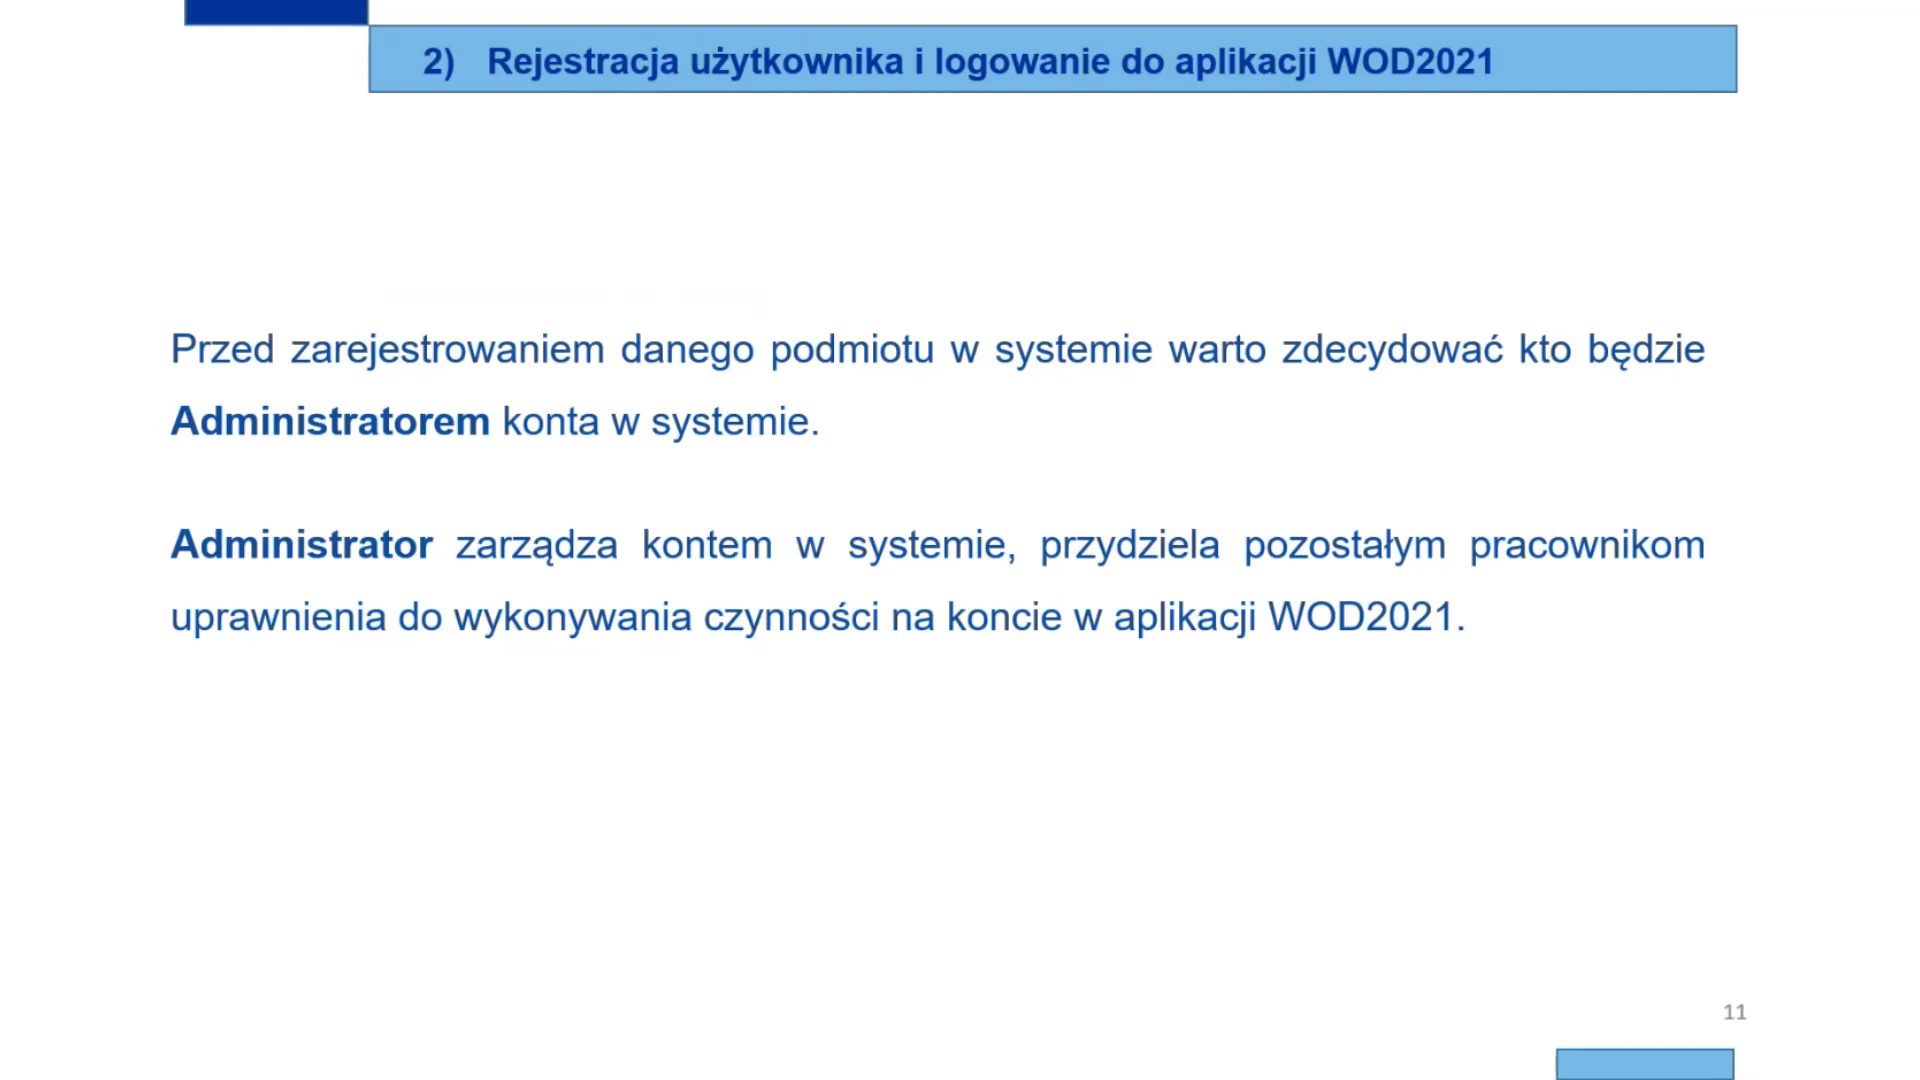 2) Rejestracja użytkownika i logowanie do aplikacji WOD2021
Przed zarejestrowaniem danego podmiotu w systemie warto zdecydować kto będzie
Administratorem konta w systemie.
Administrator zarządza kontem w systemie, przydziela pozostałym pracownikom
uprawnienia do wykonywania czynności na koncie w aplikacji WOD2021.
11